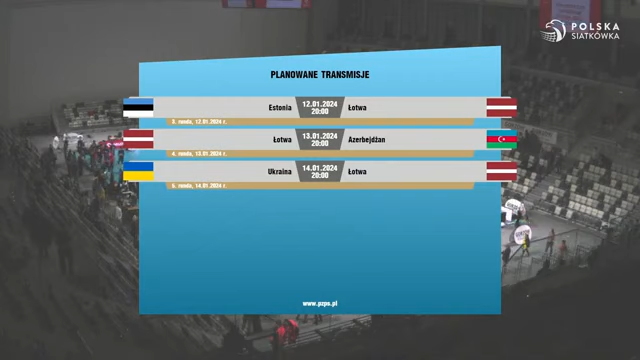 POLSKA
SIATKÓWKA
PLANOWANE TRANSMISJE
Estonia 12.01.2024 20:00 Łotwa
3. runda, 12.01.2024 r.
Łotwa 13.01.2024 20:00 Azerbejdżan
4. runda, 13.01.2024 r.
Ukraina 14.01.2024 20:00 Łotwa
5. runda, 14.01.2024 r.
www.pzps.pl